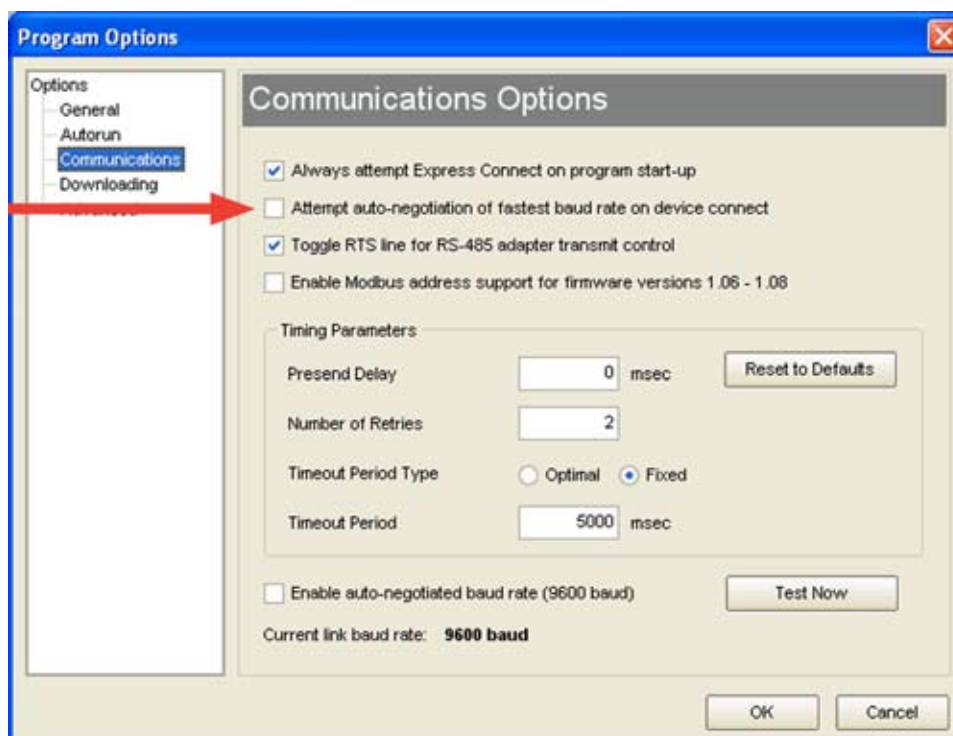 Program Options
Options
General
Autorun
Communications
Downloading
Communications Options
Always attempt Express Connect on program start-up
Attempt auto-negotiation of fastest baud rate on device connect
Toggle RTS line for RS-485 adapter transmit control
Enable Modbus address support for firmware versions 1.06 - 1.08
Timing Parameters
Presend Delay 0 msec Reset to Defaults
Number of Retries 2
Timeout Period Type Optimal Fixed
Timeout Period 5000 msec
Enable auto-negotiated baud rate (9600 baud) Test Now
Current link baud rate: 9600 baud
OK Cancel